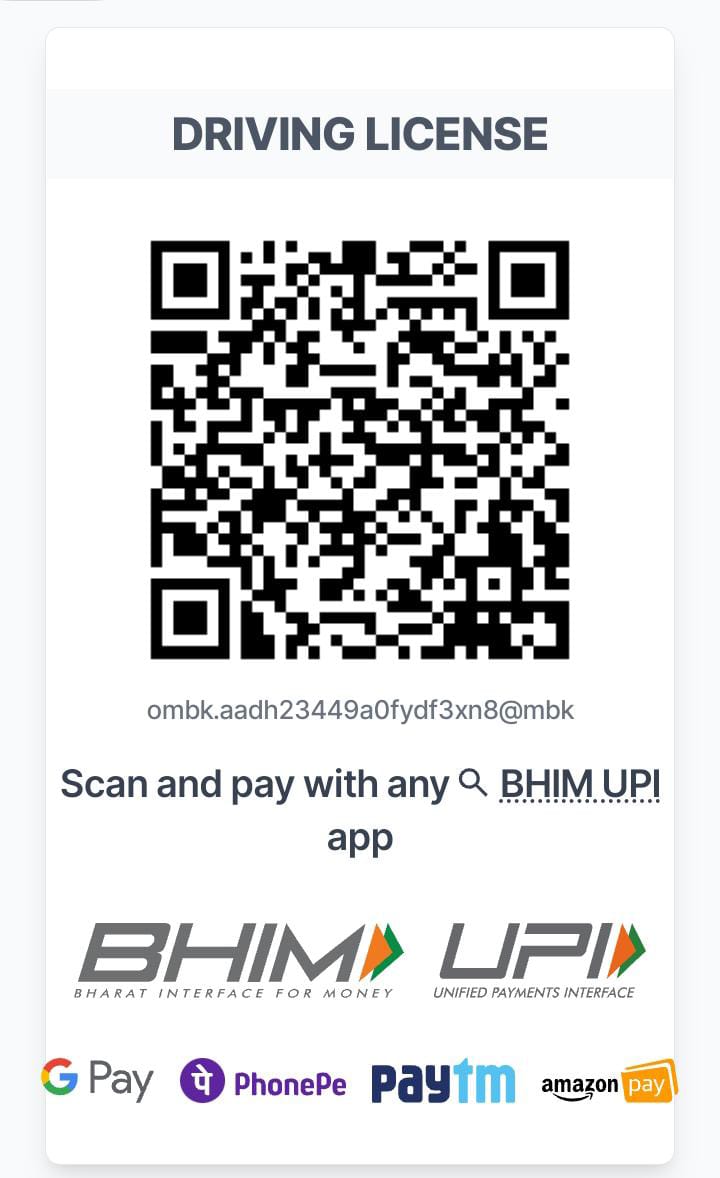 DRIVING LICENSE
ombk.aadh23449a0fydf3xn8@mbk
Scan and pay with any BHIM UPI
app
BHIM UPI
BHARAT INTERFACE FOR MONEY UNIFIED PAYMENTS INTERFACE
G Pay पे PhonePe paytm amazon pay